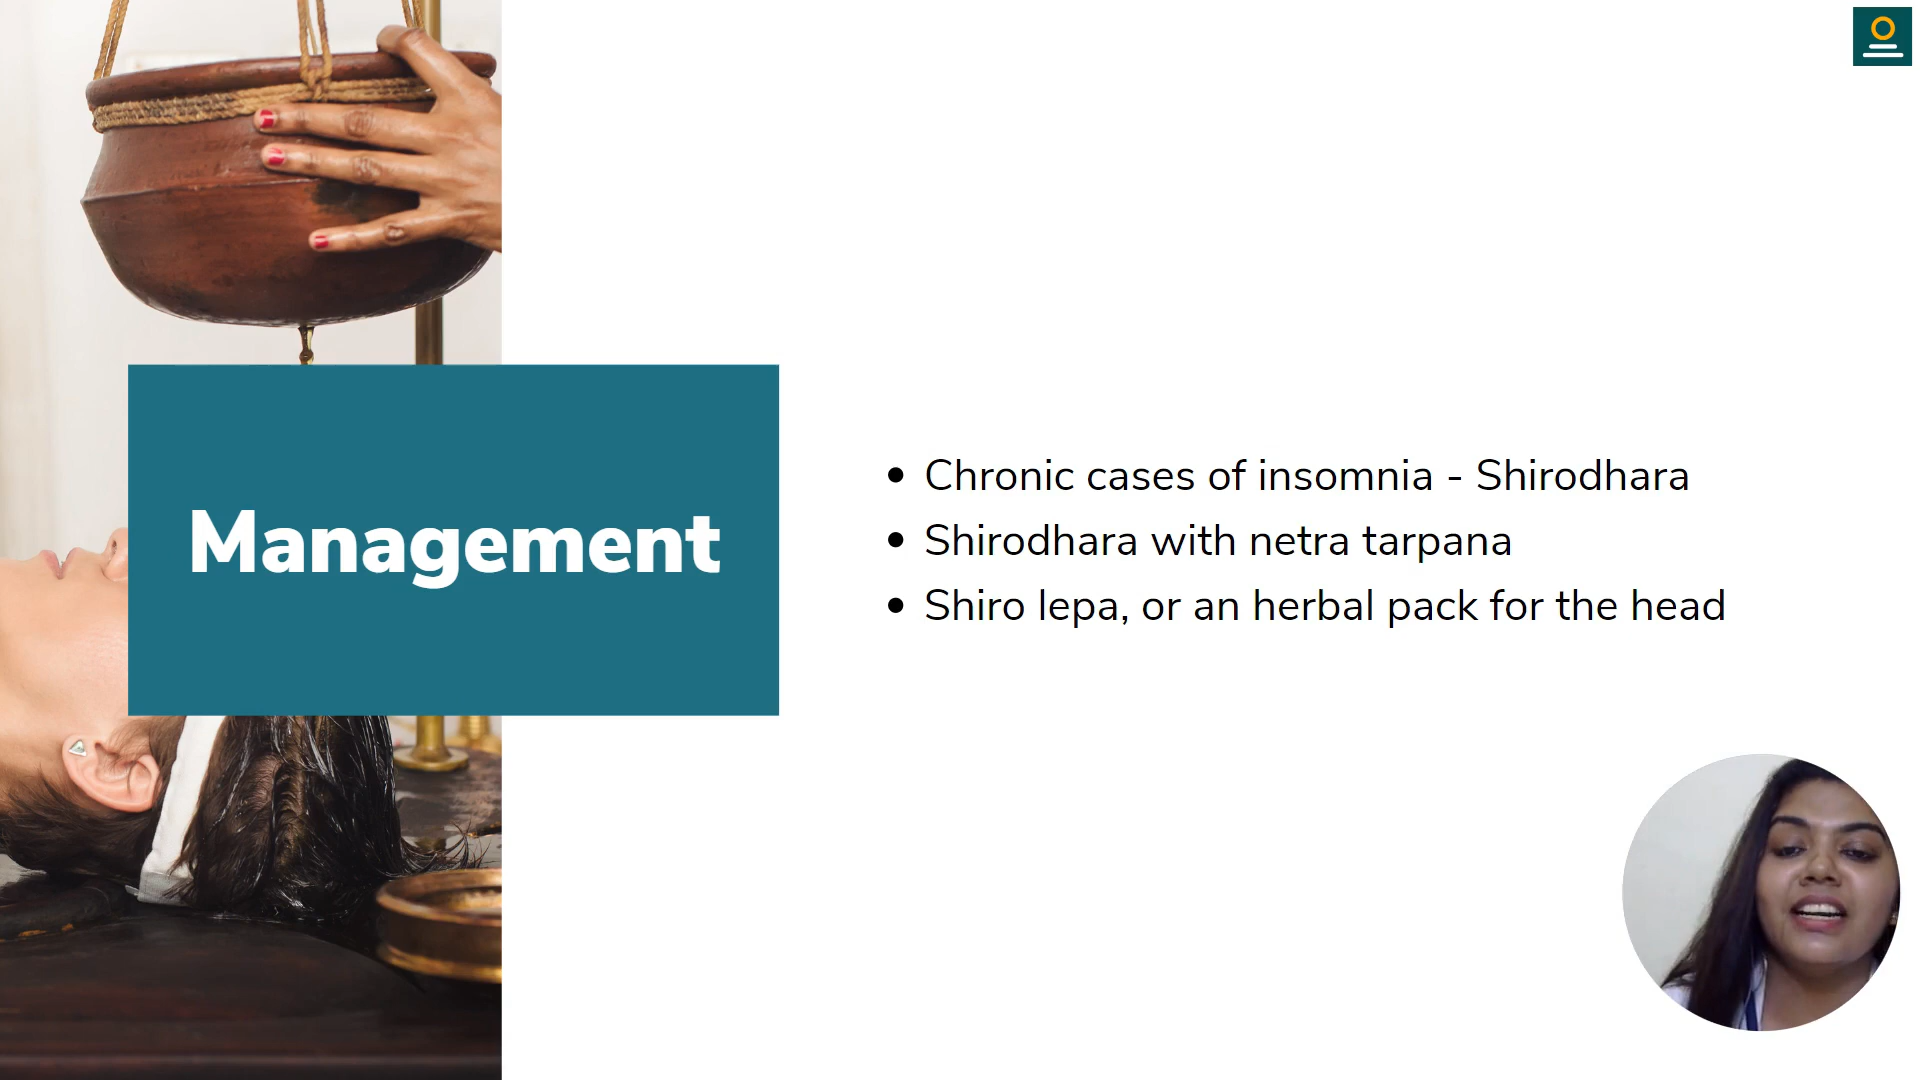 Management
Chronic cases of insomnia - Shirodhara
Shirodhara with netra tarpana
Shiro lepa, or an herbal pack for the head